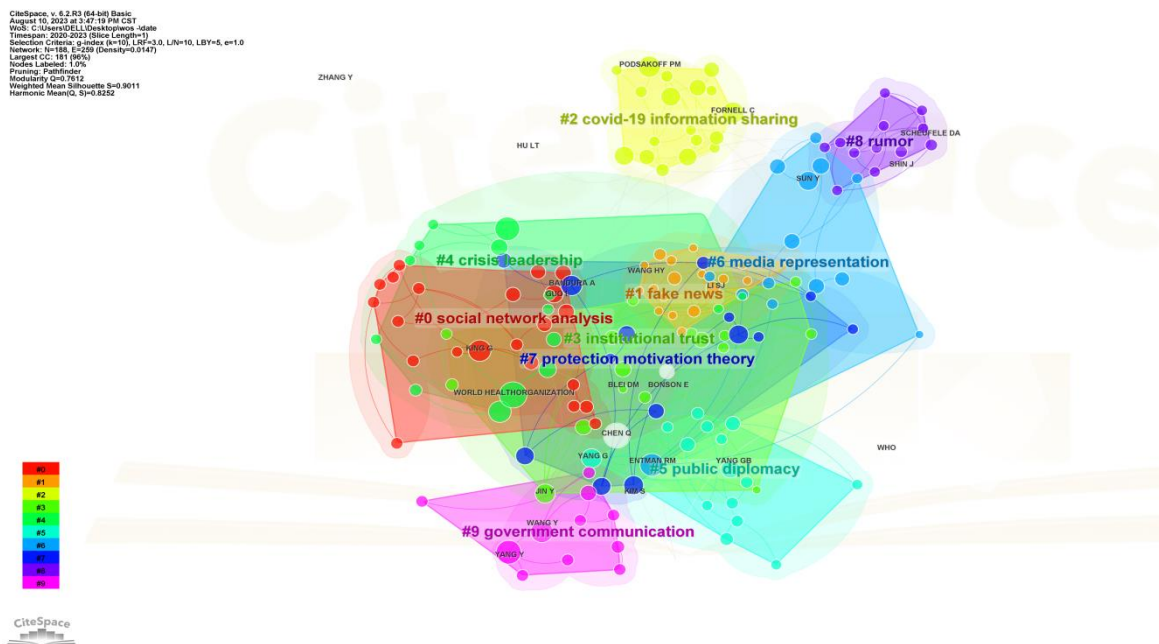 CiteSpace, v. 6.2.R3 (64-bit) Basic
August 10, 2023 at 3:47:19 PM CST
WoS: C:\Users\DELL\Desktop\wos -\date
Timespan: 2020-2023 (Slice Length=1)
Selection Criteria: g-index (k=10), LRF=3.0, L/N=10, LBY=5, e=1.0
Network: N=188, E=259 (Density=0.0147)
Largest CC: 181 (96%)
Nodes Labeled: 1.0%
Pruning: Pathfinder
Modularity Q=0.7612
Weighted Mean Silhouette S=0.9011
Harmonic Mean(Q, S)=0.8252
PODSAKOFF PM
ZHANG Y
FORNELL C
#2 covid-19 information sharing
SCHEUFELE DA
#8 rumor
HU LT
SHIN J
SUN Y
#4 crisis leadership
#6 media representation
WANG HY
BANDURA A
LI SJ
#1 fake news
#0 social network analysis
#3 institutional trust
KING G
#7 protection motivation theory
BLEI DM
BONSON E
WORLD HEALTHORGANIZATION
CHEN Q
WHO
YANG G
ENTMAN RM
YANG GB
#5 public diplomacy
JIN Y
KIM S
WANG Y
#9 government communication
YANG Y
#0
#1
#2
#3
#4
#5
#6
#7
#8
#9
CiteSpace